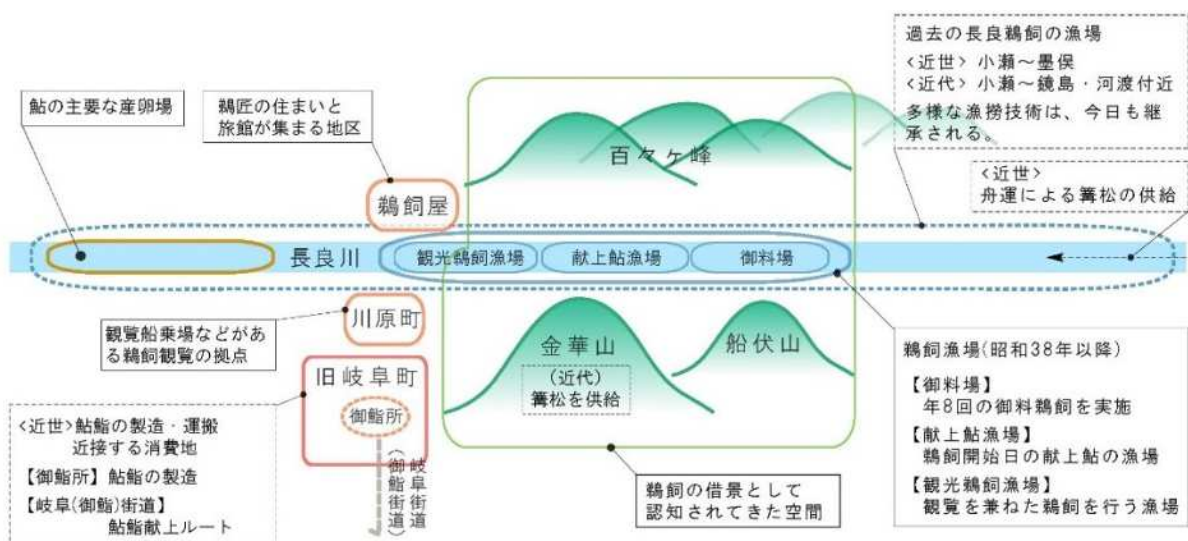 鮎の主要な産卵場
鵜匠の住まいと
旅館が集まる地区
過去の長良鵜飼の漁場
<近世> 小瀬～墨俣
<近代> 小瀬～鏡島・河渡付近
多様な漁撈技術は、今日も継
承される。
<近世>
舟運による篝松の供給
百々ヶ峰
鵜飼屋
長良川
観光鵜飼漁場
献上鮎漁場
御料場
川原町
観覧船乗場などがあ
る鵜飼観覧の拠点
金華山
(近代)
篝松を供給
船伏山
旧岐阜町
御鮨所
岐阜街道
(御鮨街道)
<近世>鮎鮨の製造・運搬
近接する消費地
【御鮨所】鮎鮨の製造
【岐阜(御鮨)街道】
鮎鮨献上ルート
鵜飼の借景として
認知されてきた空間
鵜飼漁場(昭和38年以降)
【御料場】
年8回の御料鵜飼を実施
【献上鮎漁場】
鵜飼開始日の献上鮎の漁場
【観光鵜飼漁場】
観覧を兼ねた鵜飼を行う漁場